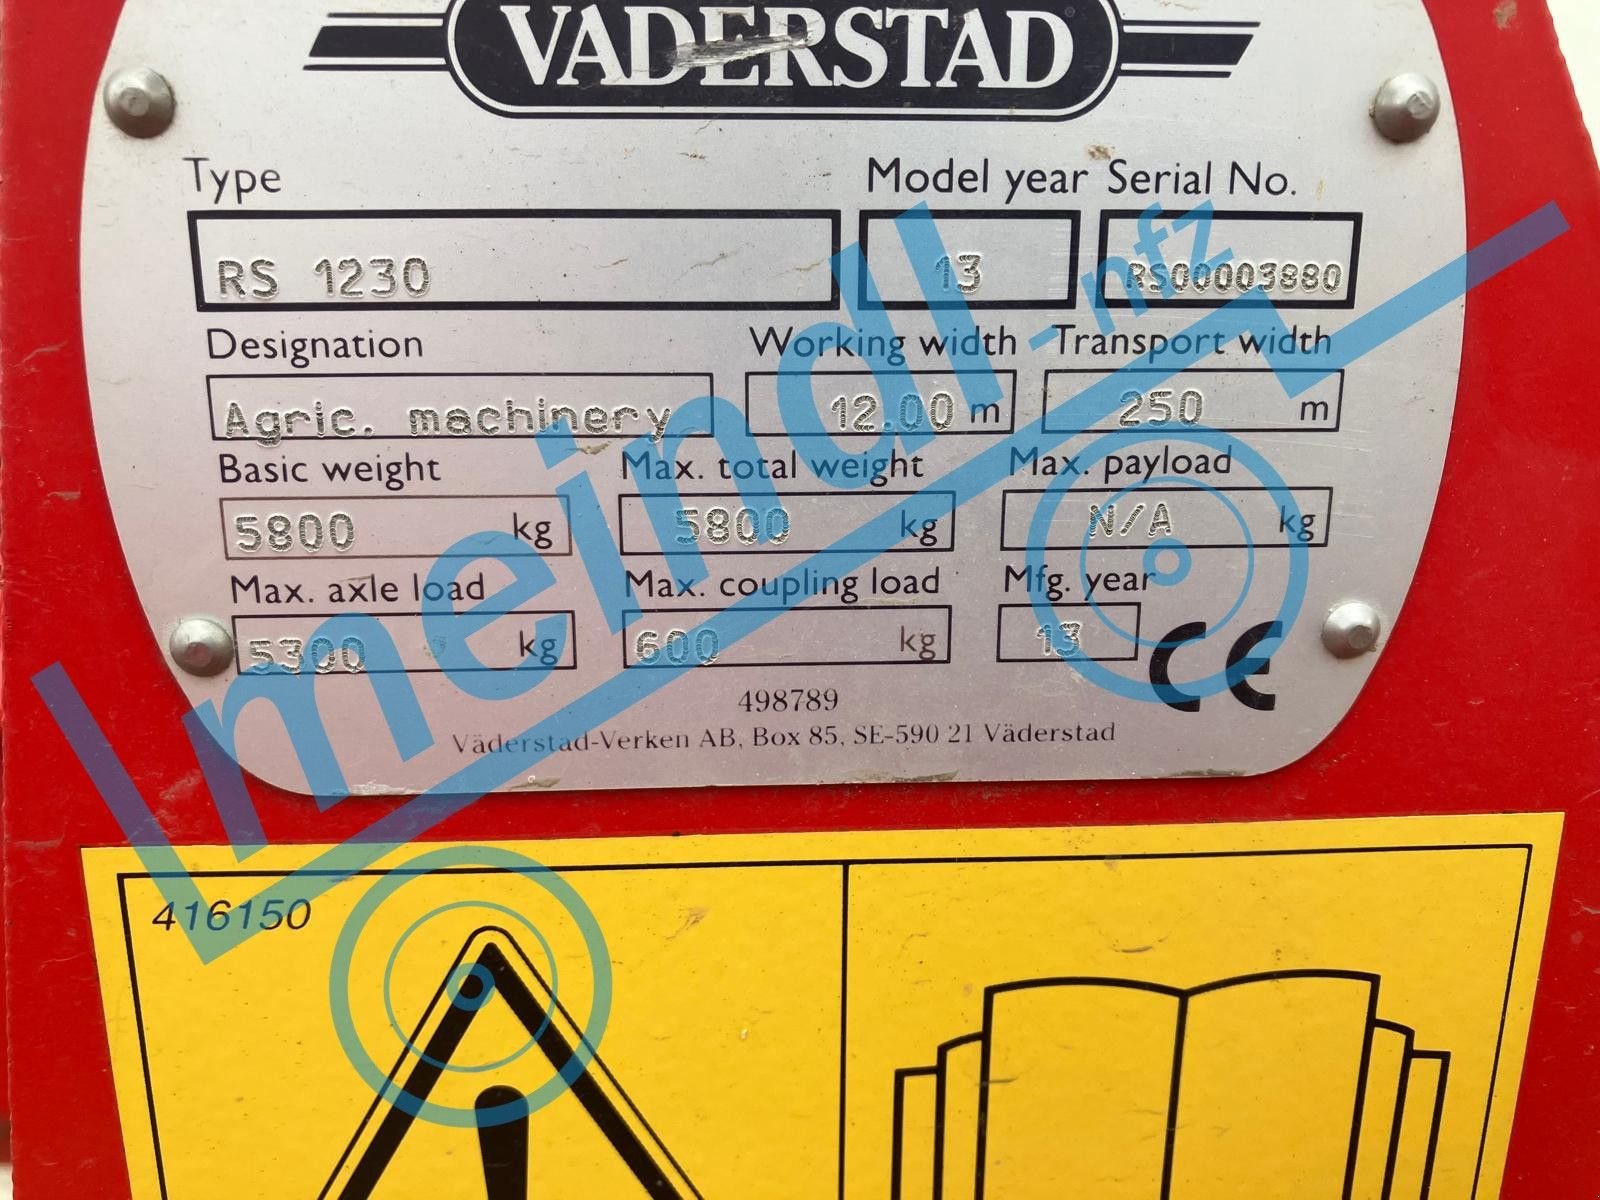 VÄDERSTAD
Type Model year Serial No.
RS 1230 13 RS00003880
Designation Working width Transport width
Agric. machinery 12.00 m 250 m
Basic weight Max. total weight Max. payload
5800 kg 5800 kg N/A kg
Max. axle load Max. coupling load Mfg. year
5300 kg 600 kg 13
CE
498789
Väderstad-Verken AB, Box 85, SE-590 21 Väderstad
416150
meindl-nfz